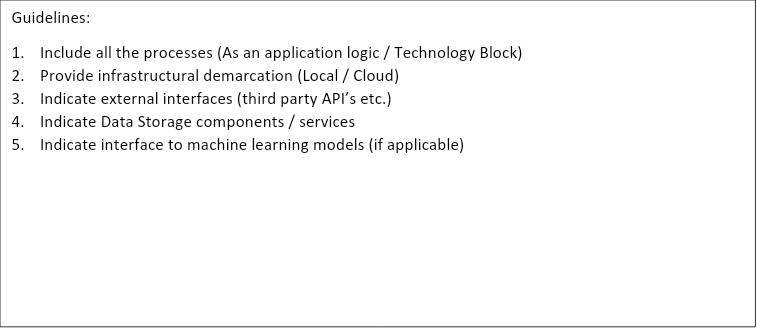 Guidelines:
1. Include all the processes (As an application logic / Technology Block)
2. Provide infrastructural demarcation (Local / Cloud)
3. Indicate external interfaces (third party API’s etc.)
4. Indicate Data Storage components / services
5. Indicate interface to machine learning models (if applicable)